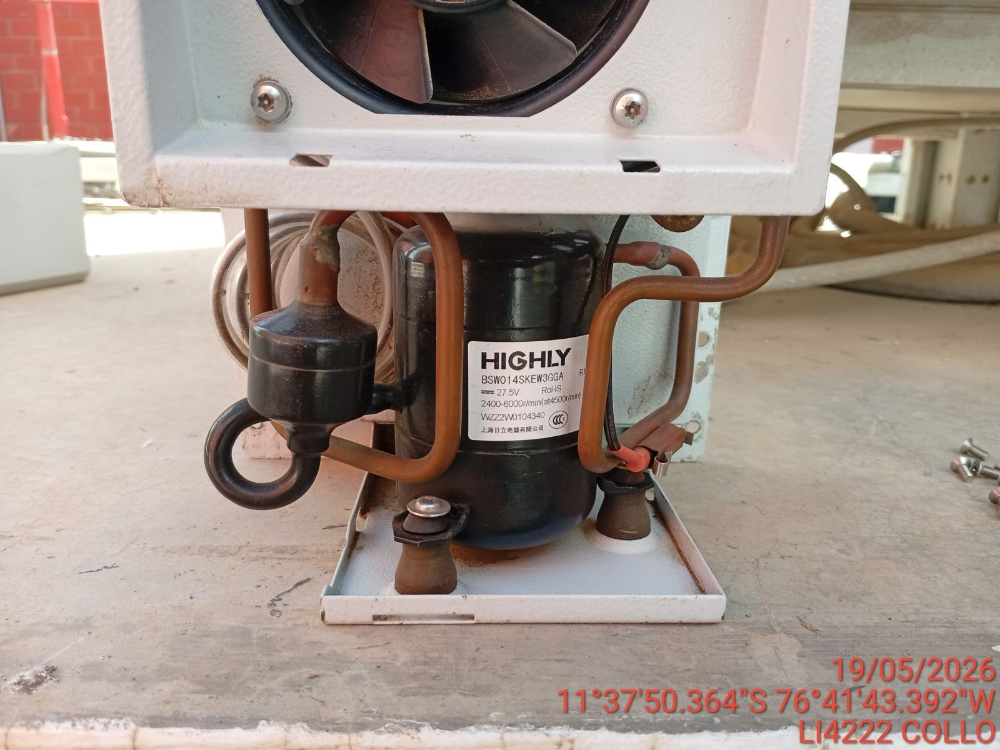 HIGHLY
BSW014SKEW3GGA
27.5V RoHS
2400-6000r/min(at4500r/min)
WZZ2W0104340
上海日立电器有限公司
19/05/2026
11°37'50.364"S 76°41'43.392"W
LI4222 COLLO